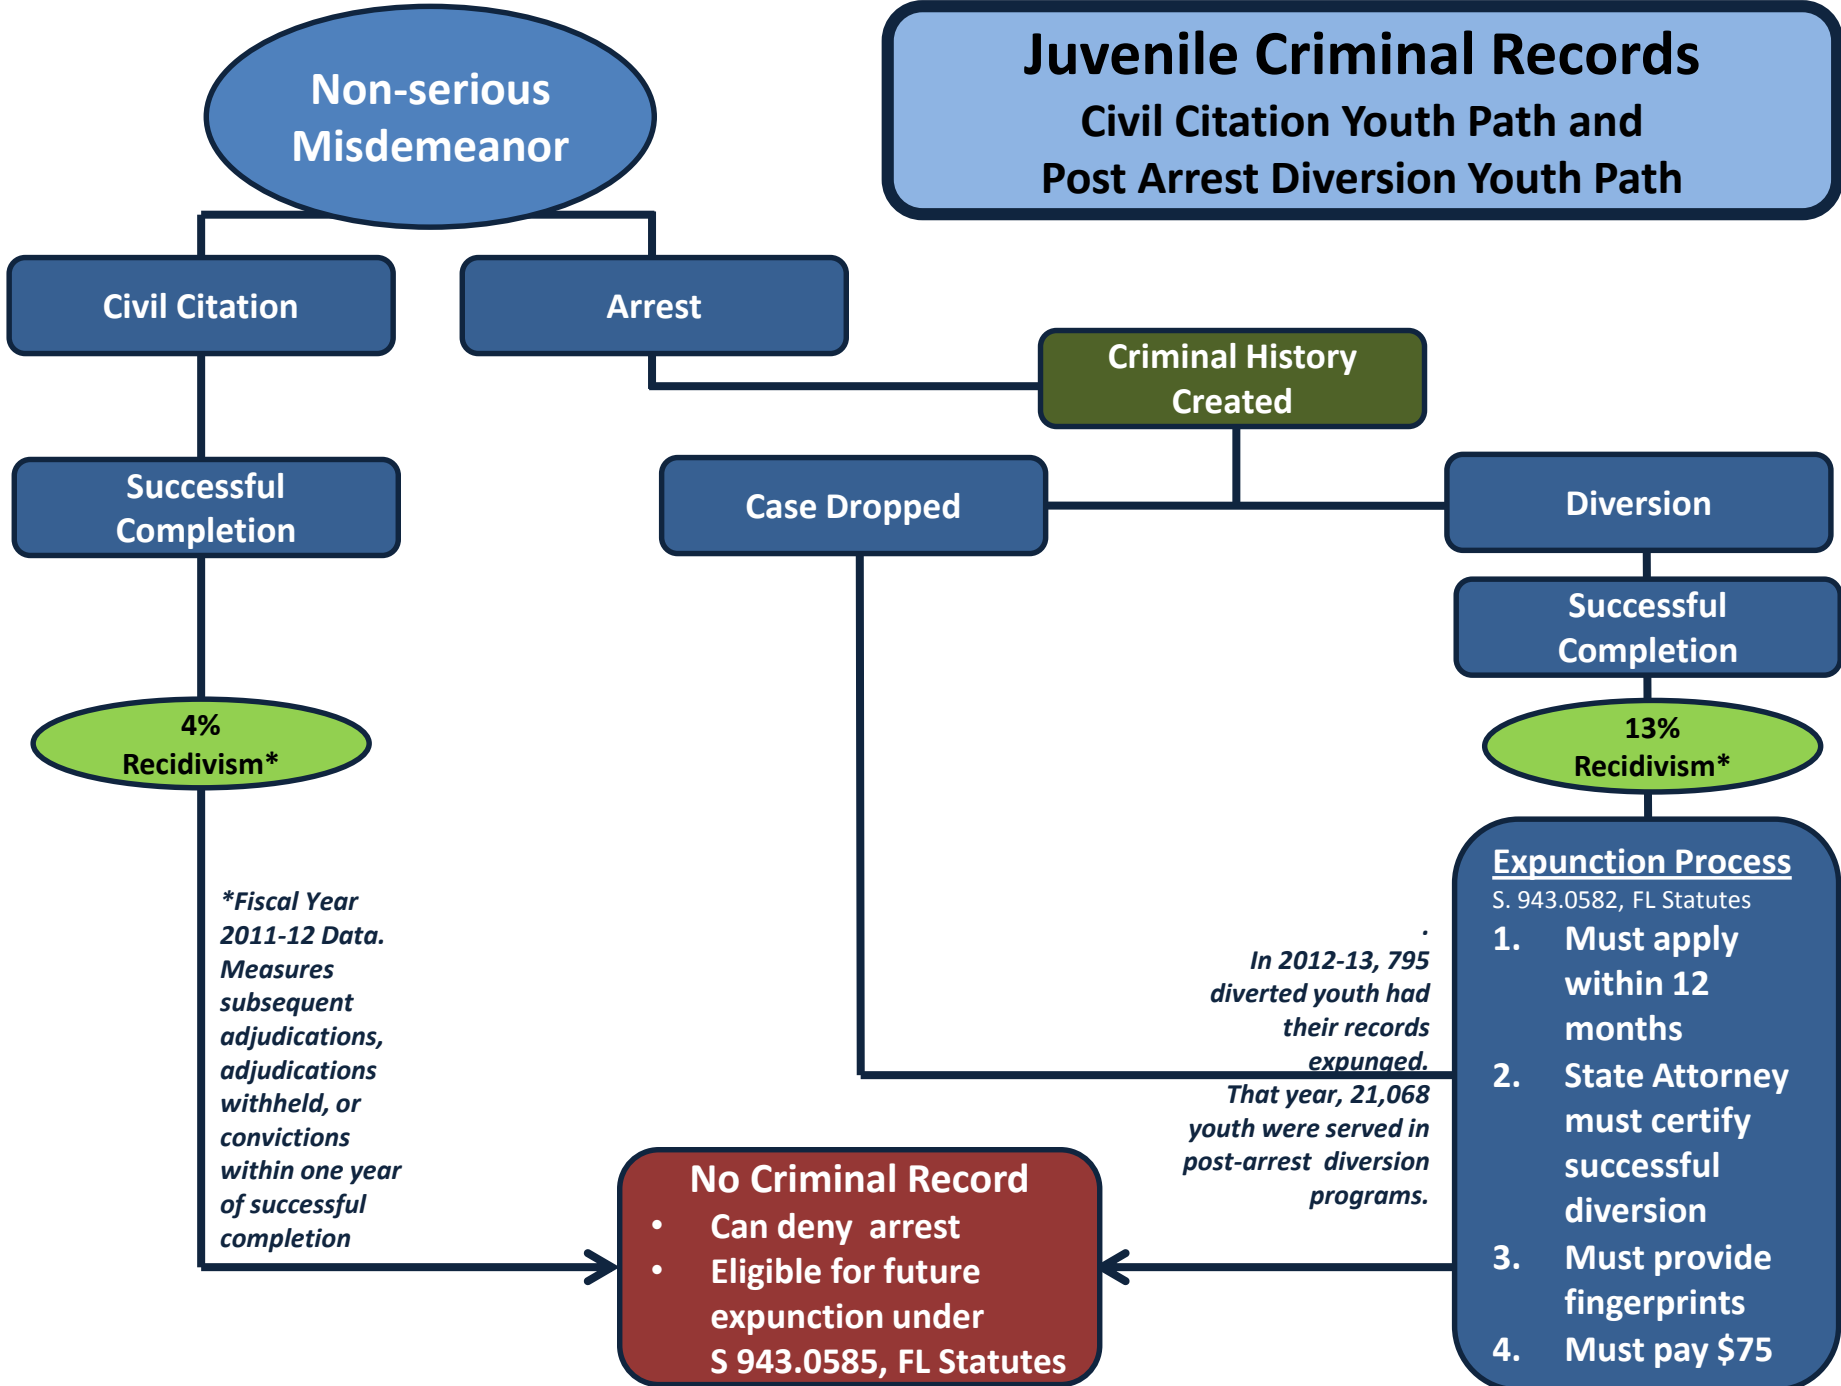 Non-serious
Misdemeanor
Juvenile Criminal Records
Civil Citation Youth Path and
Post Arrest Diversion Youth Path
Civil Citation
Arrest
Criminal History
Created
Successful
Completion
Case Dropped
Diversion
Successful
Completion
4%
Recidivism*
13%
Recidivism*
*Fiscal Year
2011-12 Data.
Measures
subsequent
adjudications,
adjudications
withheld, or
convictions
within one year
of successful
completion
.
In 2012-13, 795
diverted youth had
their records
expunged.
That year, 21,068
youth were served in
post-arrest diversion
programs.
Expunction Process
S. 943.0582, FL Statutes
1. Must apply
within 12
months
2. State Attorney
must certify
successful
diversion
3. Must provide
fingerprints
4. Must pay $75
No Criminal Record
• Can deny arrest
• Eligible for future
expunction under
S 943.0585, FL Statutes